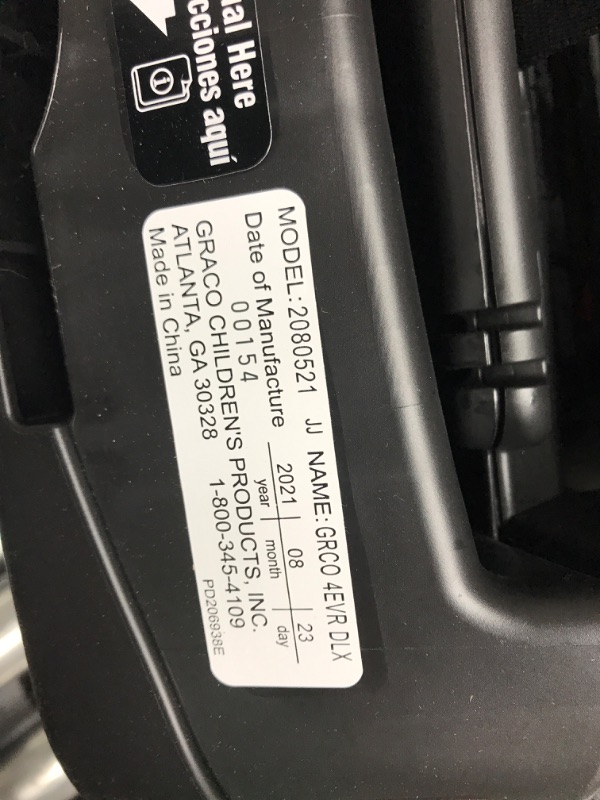 Here
cciones aquí
MODEL: 2080521 JJ NAME: GRCO 4EVR DLX
Date of Manufacture 2021 | 08 | 23
year | month | day
00154
GRACO CHILDREN'S PRODUCTS, INC.
ATLANTA, GA 30328 1-800-345-4109
Made in China PD206938E